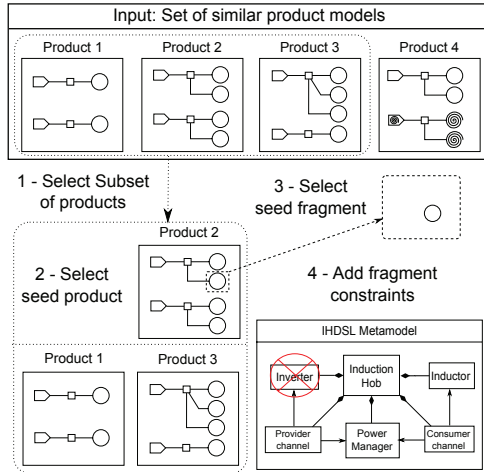 Input: Set of similar product models
Product 1
Product 2
Product 3
Product 4
1 - Select Subset
of products
3 - Select
seed fragment
Product 2
2 - Select
seed product
4 - Add fragment
constraints
Product 1
Product 3
IHDSL Metamodel
Inverter
Induction
Hob
Inductor
Provider
channel
Power
Manager
Consumer
channel